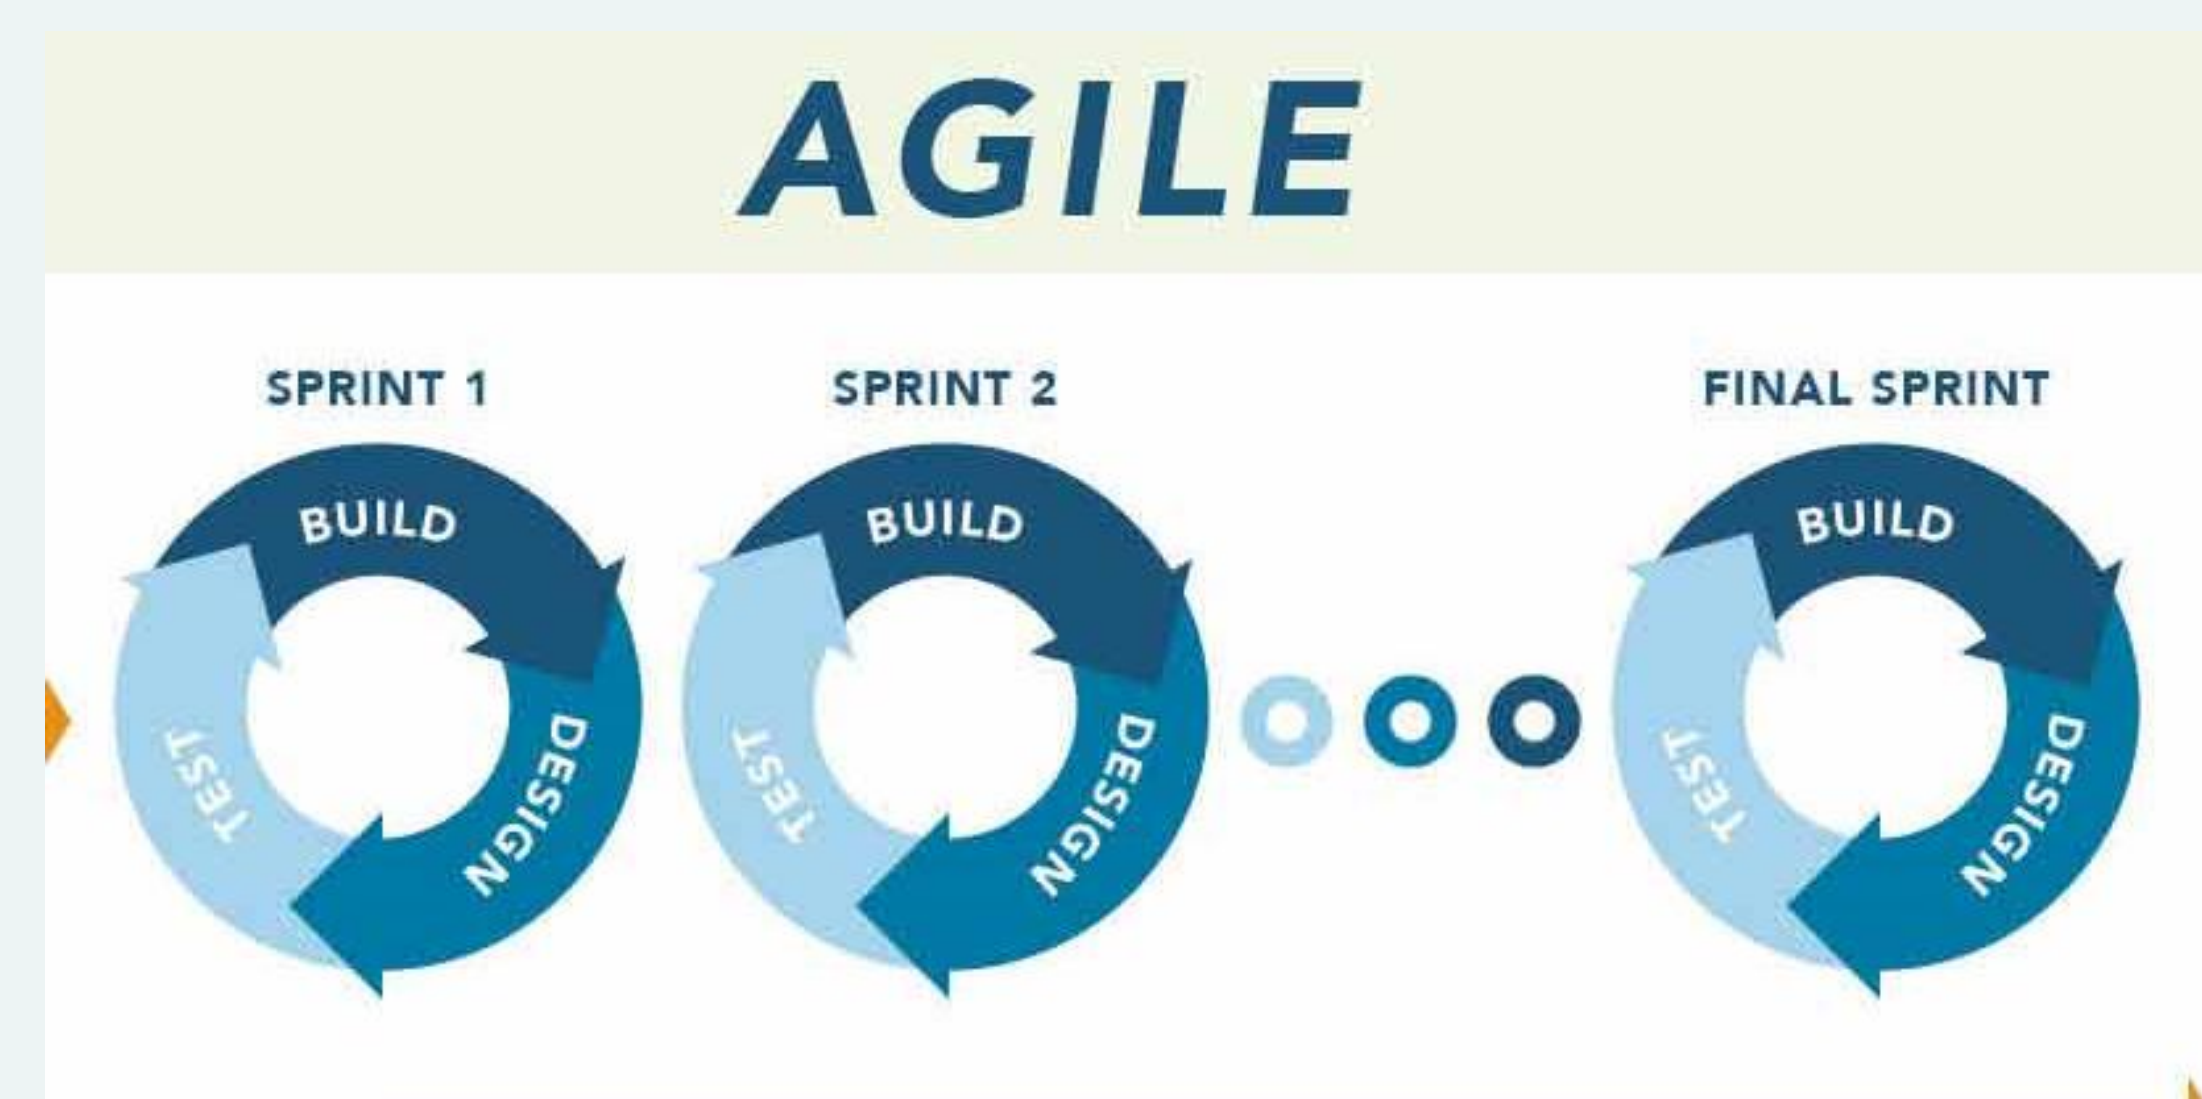 AGILE
SPRINT 1
SPRINT 2
FINAL SPRINT
BUILD
DESIGN
TEST
BUILD
DESIGN
TEST
BUILD
DESIGN
TEST